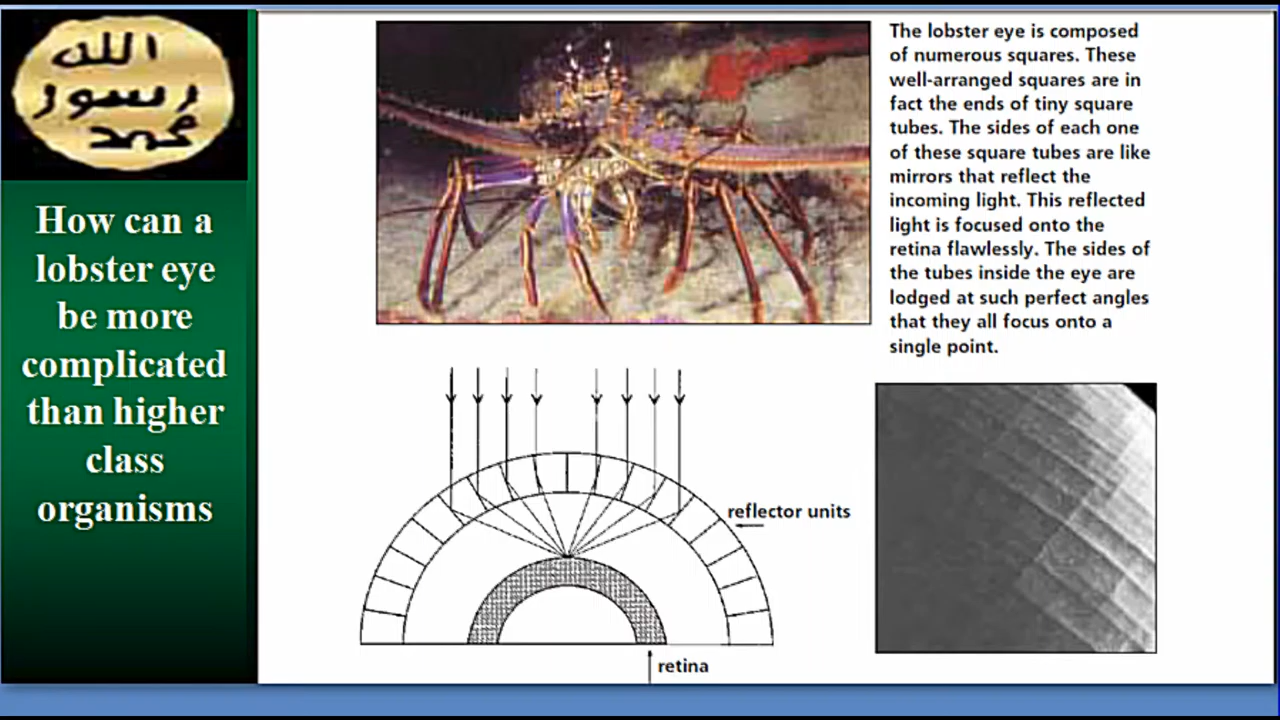 الله
رسور
محمد
How can a
lobster eye
be more
complicated
than higher
class
organisms
The lobster eye is composed
of numerous squares. These
well-arranged squares are in
fact the ends of tiny square
tubes. The sides of each one
of these square tubes are like
mirrors that reflect the
incoming light. This reflected
light is focused onto the
retina flawlessly. The sides of
the tubes inside the eye are
lodged at such perfect angles
that they all focus onto a
single point.
reflector units
retina